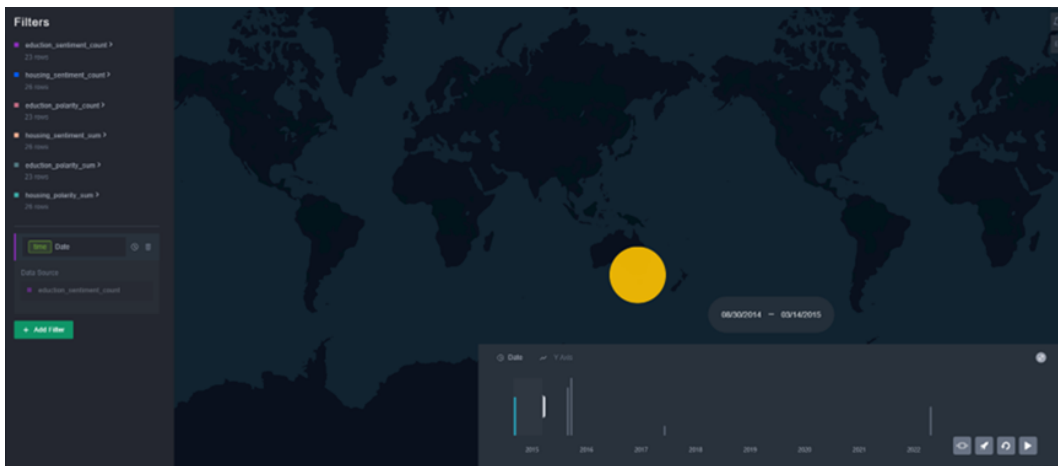 Filters
eduction_sentiment_count >
23 rows
housing_sentiment_count >
26 rows
eduction_polarity_count >
23 rows
housing_sentiment_sum >
26 rows
eduction_polarity_sum >
23 rows
housing_polarity_sum >
26 rows
time Date
Data Source
eduction_sentiment_count
+ Add Filter
08/30/2014 – 03/14/2015
Date Y Axis
2015 2016 2017 2018 2019 2020 2021 2022